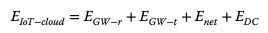 E_{IoT-cloud} = E_{GW-r} + E_{GW-t} + E_{net} + E_{DC}